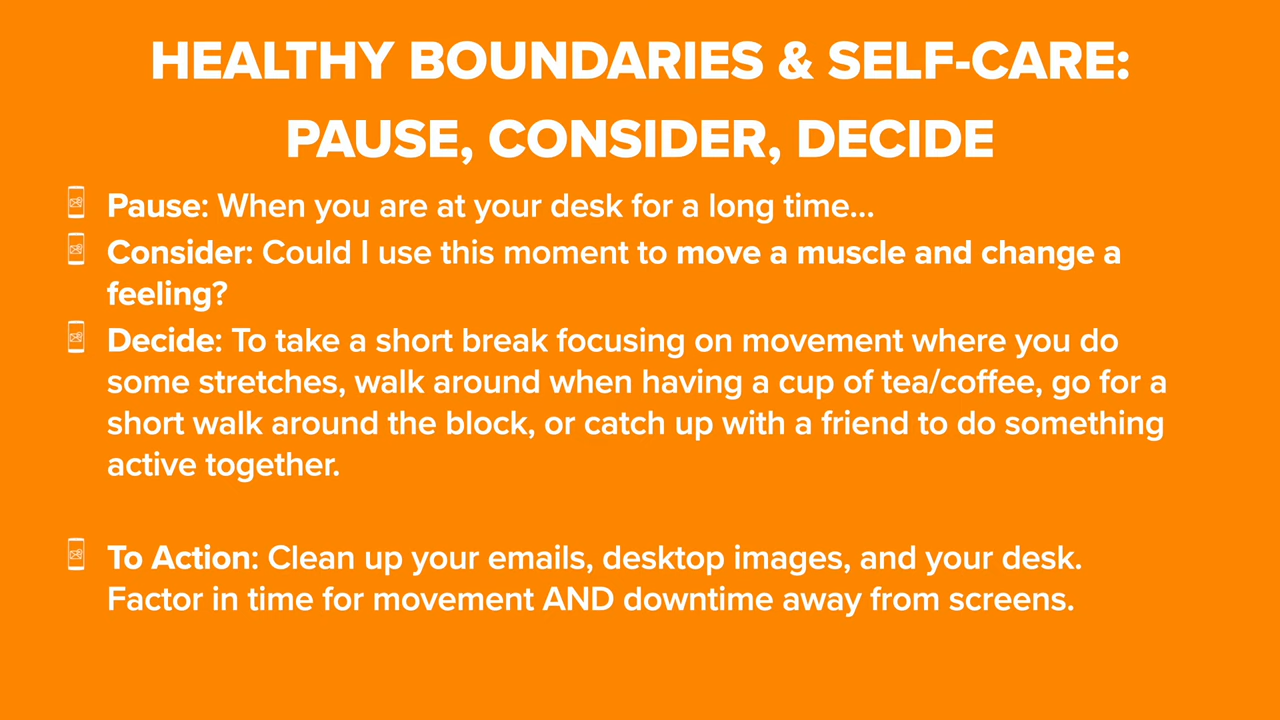 HEALTHY BOUNDARIES & SELF-CARE:
PAUSE, CONSIDER, DECIDE
Pause: When you are at your desk for a long time...
Consider: Could I use this moment to move a muscle and change a
feeling?
Decide: To take a short break focusing on movement where you do
some stretches, walk around when having a cup of tea/coffee, go for a
short walk around the block, or catch up with a friend to do something
active together.
To Action: Clean up your emails, desktop images, and your desk.
Factor in time for movement AND downtime away from screens.